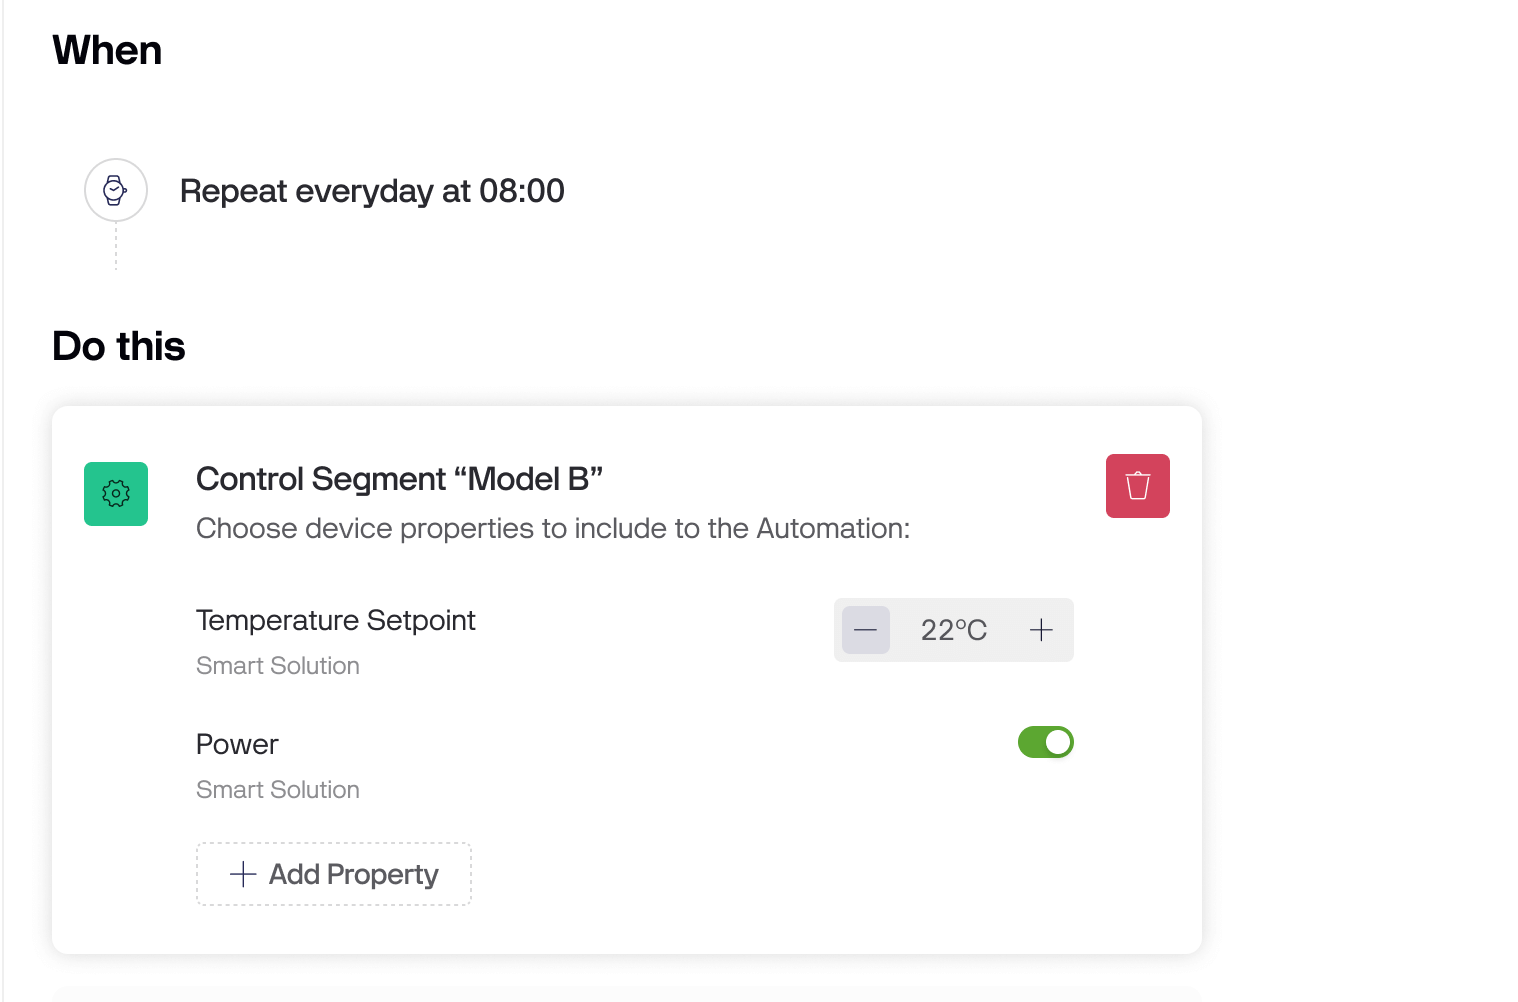 When
Repeat everyday at 08:00
Do this
Control Segment “Model B”
Choose device properties to include to the Automation:
Temperature Setpoint
22°C
Smart Solution
Power
Smart Solution
Add Property